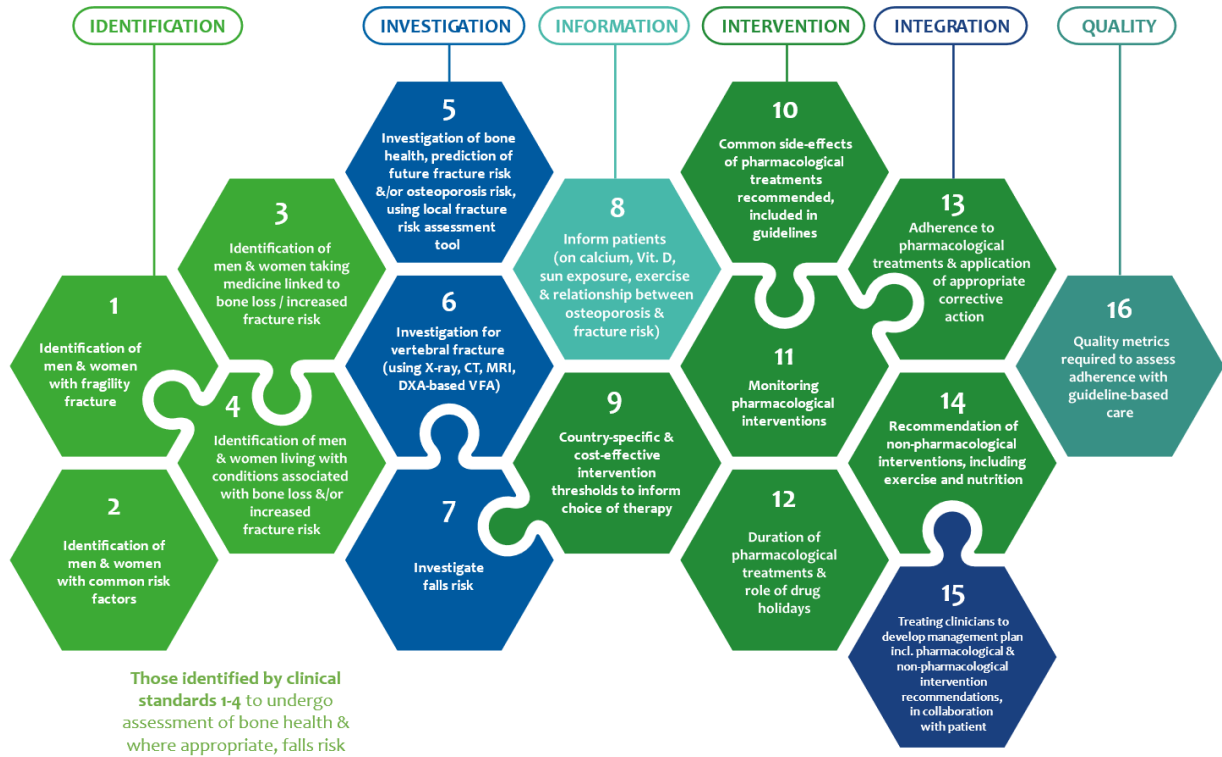 IDENTIFICATION
INVESTIGATION
INFORMATION
INTERVENTION
INTEGRATION
QUALITY
1
Identification of
men & women
with fragility
fracture
2
Identification of
men & women
with common risk
factors
3
Identification of
men & women taking
medicine linked to
bone loss / increased
fracture risk
4
Identification of men
& women living with
conditions associated
with bone loss &/or
increased
fracture risk
5
Investigation of bone
health, prediction of
future fracture risk
&/or osteoporosis risk,
using local fracture
risk assessment
tool
6
Investigation for
vertebral fracture
(using X-ray, CT, MRI,
DXA-based VFA)
7
Investigate
falls risk
8
Inform patients
(on calcium, Vit. D,
sun exposure, exercise
& relationship between
osteoporosis &
fracture risk)
9
Country-specific &
cost-effective
intervention
thresholds to inform
choice of therapy
10
Common side-effects
of pharmacological
treatments
recommended,
included in
guidelines
11
Monitoring
pharmacological
interventions
12
Duration of
pharmacological
treatments &
role of drug
holidays
13
Adherence to
pharmacological
treatments & application
of appropriate
corrective
action
14
Recommendation of
non-pharmacological
interventions, including
exercise and nutrition
15
Treating clinicians to
develop management plan
incl. pharmacological &
non-pharmacological
intervention
recommendations,
in collaboration
with patient
16
Quality metrics
required to assess
adherence with
guideline-based
care
Those identified by clinical
standards 1-4 to undergo
assessment of bone health &
where appropriate, falls risk